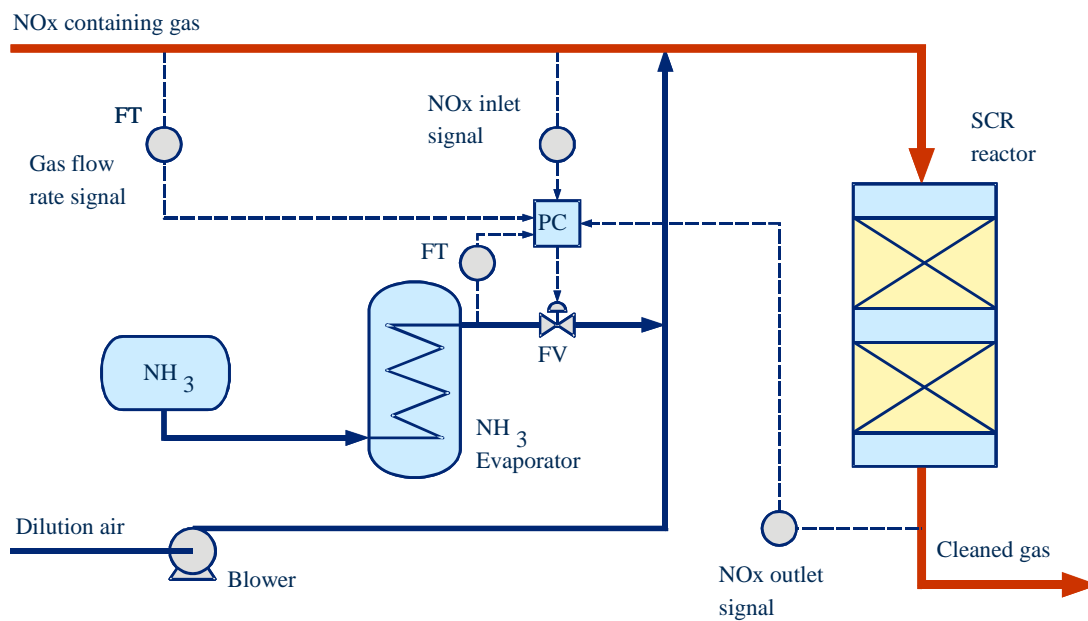 NOx containing gas
FT
Gas flow
rate signal
NOx inlet
signal
SCR
reactor
PC
FT
FV
NH 3
NH 3
Evaporator
Dilution air
Blower
NOx outlet
signal
Cleaned gas